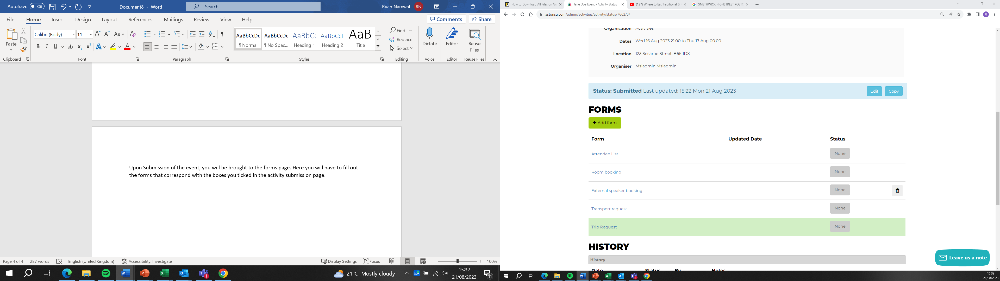 AutoSave Off Document8 - Word Search Ryan Narewal RN
File Home Insert Design Layout References Mailings Review View Help Comments Share
Paste
Clipboard
Calibri (Body) 11
Font
Paragraph
AaBbCcDc AaBbCcDc AaBbCc AaBbCcD AaB
¶ Normal ¶ No Spac... Heading 1 Heading 2 Title
Styles
Find
Replace
Select
Editing
Dictate
Voice
Editor
Editor
Reuse
Files
Reuse Files
Upon Submission of the event, you will be brought to the forms page. Here you will have to fill out
the forms that correspond with the boxes you ticked in the activity submission page.
Page 4 of 4 287 words English (United Kingdom) Accessibility: Investigate Display Settings Focus 100%
21°C Mostly cloudy 15:32
21/08/2023 11
How to Download All Files on Go Jane Doe Event - Activity Status (127) Where to Eat Traditional & SMETHWICK HIGHSTREET POSTC
astonsu.com/admin/activities/activity/status/7662/8/
Organisation Activities
Dates Wed 16 Aug 2023 21:00 to Thu 17 Aug 00:00
Location 123 Sesame Street, B66 1DX
Organiser Msladmin Msladmin
Status: Submitted Last updated: 15:22 Mon 21 Aug 2023 Edit Copy
FORMS
+ Add form
Form Updated Date Status
Attendee List None
Room booking None
External speaker booking None
Transport request None
Trip Request None
HISTORY
History
Date Status By Notes
Leave us a note
15:32
21/08/2023